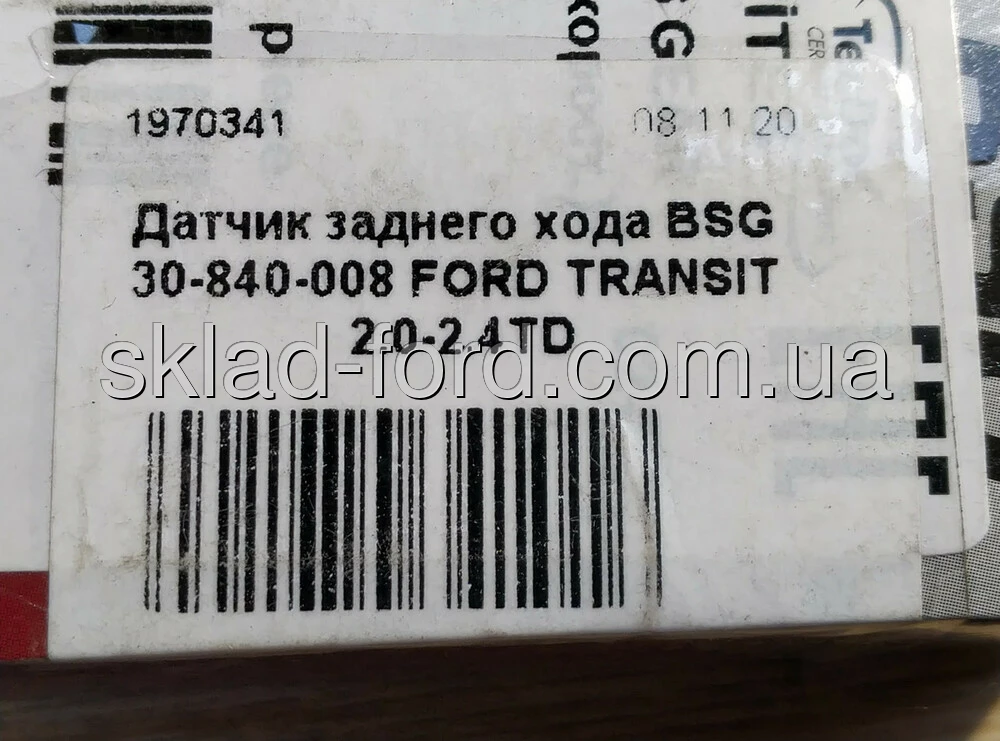 1970341 08 11 20
Датчик заднего хода BSG
30-840-008 FORD TRANSIT
2.0-2.4TD
sklad-ford.com.ua